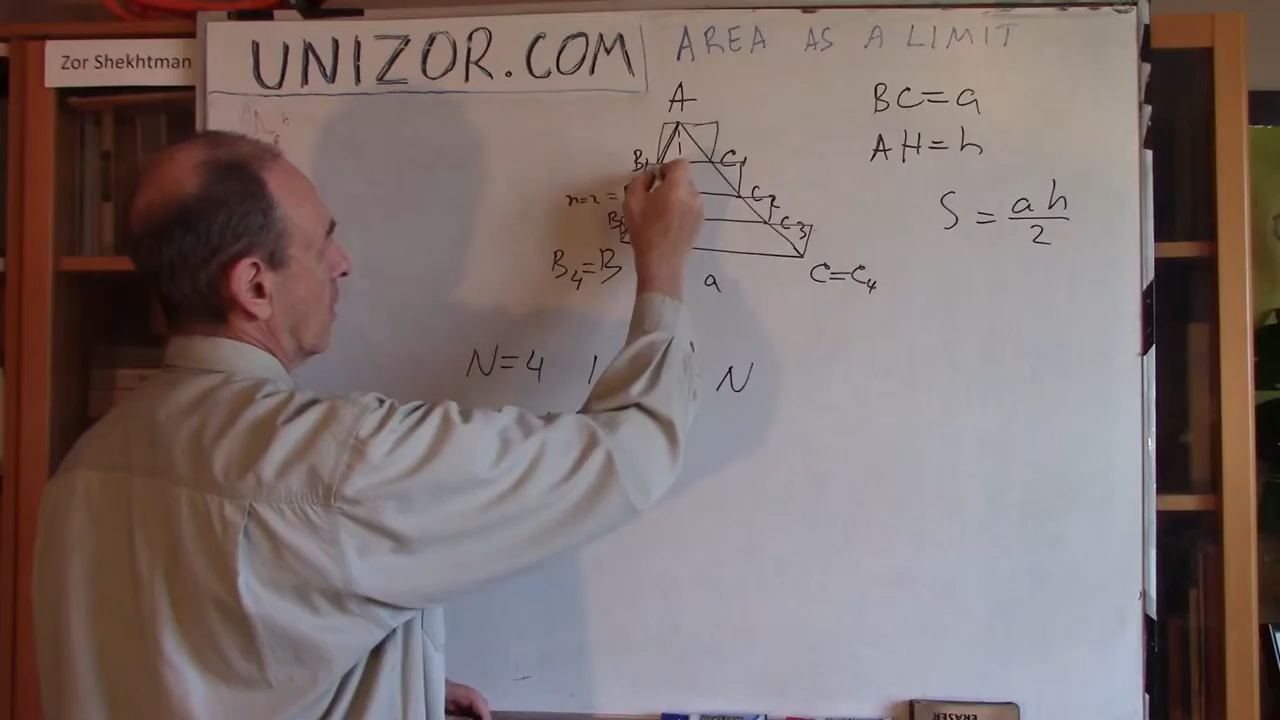 Zor Shekhtman
UNIZOR.COM
AREA AS A LIMIT
A
BC=a
AH=h
S = ah/2
B₁
C₁
n=2 =
C₂
C₃
B₄=B
a
C=C₄
N=4
N
ERASER